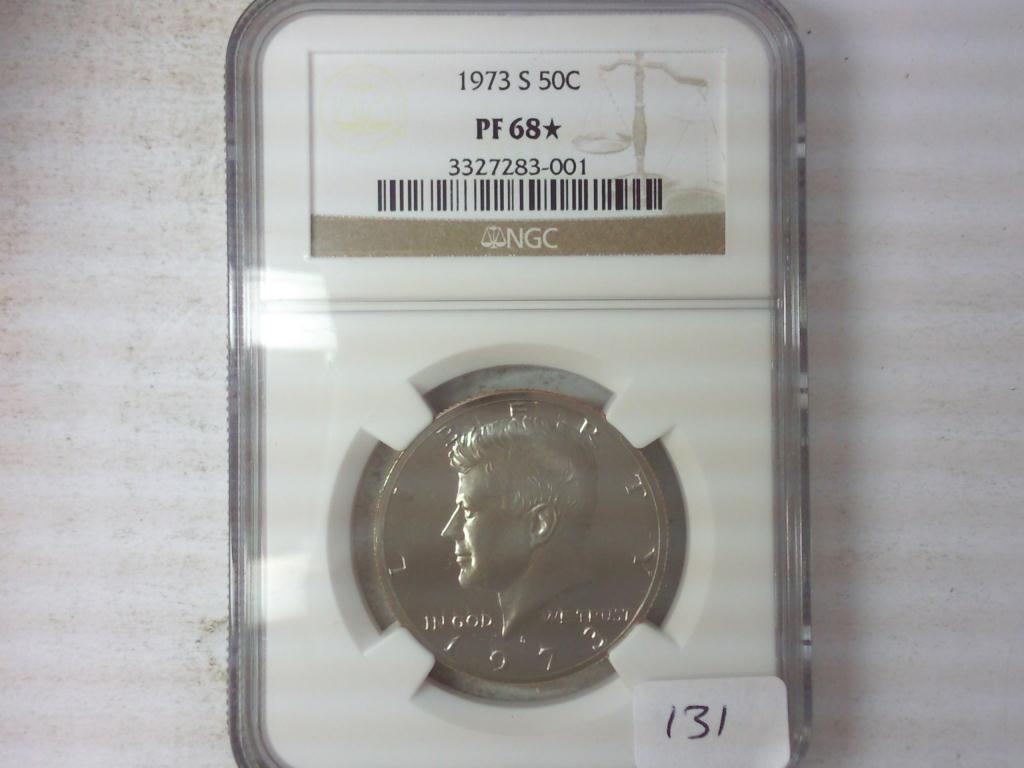 1973 S 50C
PF 68★
3327283-001
NGC
LIBERTY
IN GOD WE TRUST
S
1973
131